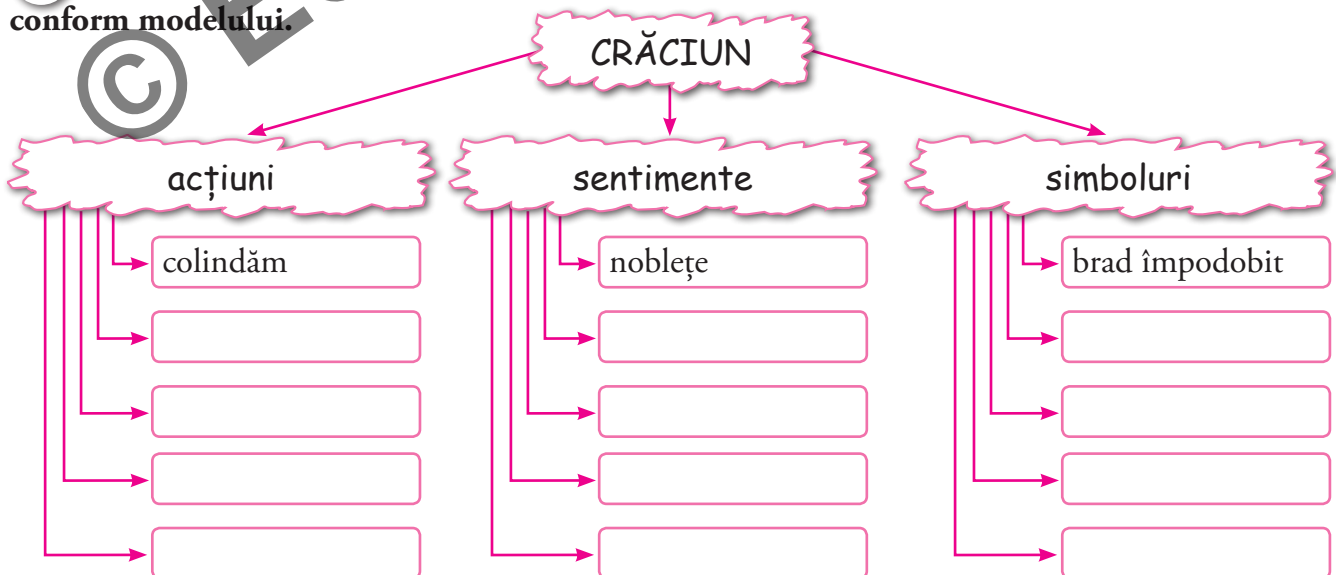 conform modelului.
CRĂCIUN
acțiuni
sentimente
simboluri
colindăm
noblețe
brad împodobit
©